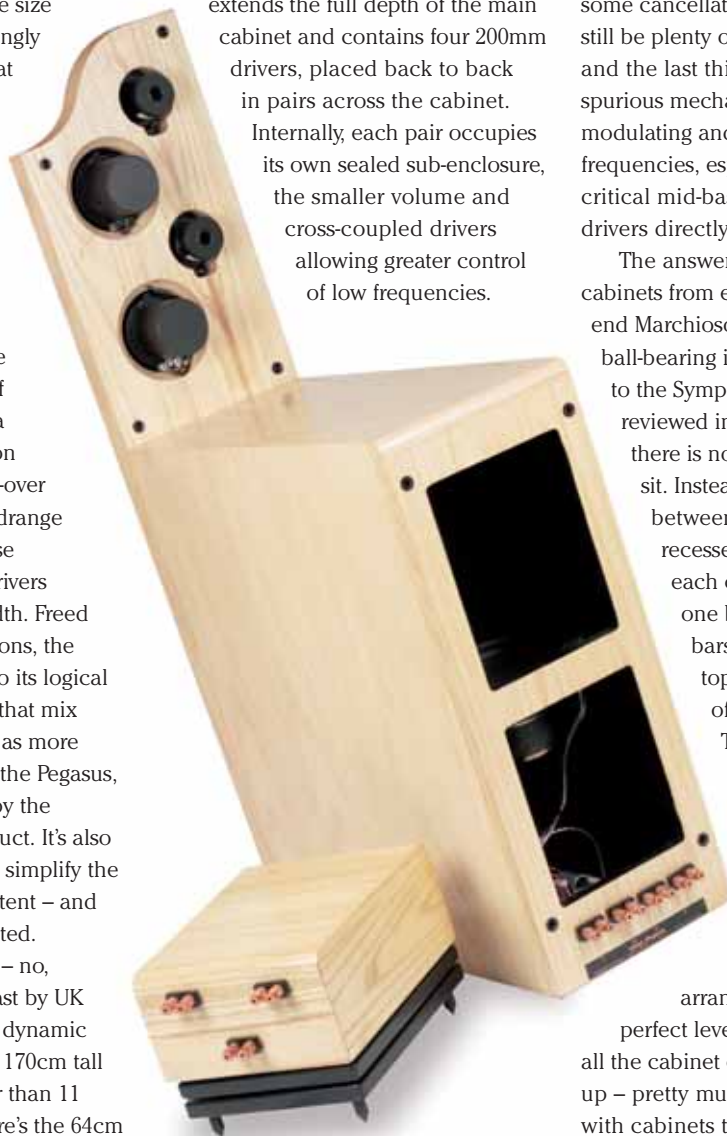 e size
ngly
at
e
f
a
on
-over
drange
se
rivers
lth. Freed
ons, the
o its logical
that mix
as more
the Pegasus,
by the
uct. It's also
simplify the
tent – and
ted.
– no,
ast by UK
dynamic
170cm tall
r than 11
re's the 64cm
extends the full depth of the main
cabinet and contains four 200mm
drivers, placed back to back
in pairs across the cabinet.
Internally, each pair occupies
its own sealed sub-enclosure,
the smaller volume and
cross-coupled drivers
allowing greater control
of low frequencies.
some cancellat
still be plenty o
and the last thi
spurious mecha
modulating and
frequencies, es
critical mid-ba
drivers directly
The answer
cabinets from e
end Marchiosc
ball-bearing i
to the Symp
reviewed in
there is no
sit. Instea
between
recesse
each
one b
bars
top
of
T
arran
perfect leve
all the cabinet
up – pretty mu
with cabinets t